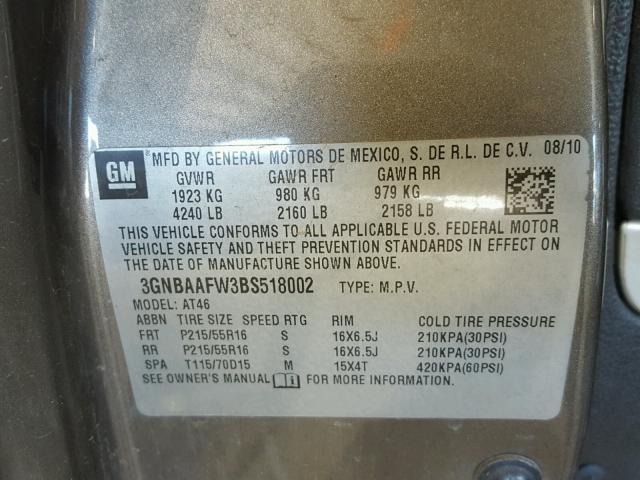 GM
MFD BY GENERAL MOTORS DE MEXICO, S. DE R.L. DE C.V. 08/10
GVWR GAWR FRT GAWR RR
1923 KG 980 KG 979 KG
4240 LB 2160 LB 2158 LB
THIS VEHICLE CONFORMS TO ALL APPLICABLE U.S. FEDERAL MOTOR
VEHICLE SAFETY AND THEFT PREVENTION STANDARDS IN EFFECT ON
THE DATE OF MANUFACTURE SHOWN ABOVE.
3GNBAAFW3BS518002 TYPE: M.P.V.
MODEL: AT46
ABBN TIRE SIZE SPEED RTG RIM COLD TIRE PRESSURE
FRT P215/55R16 S 16X6.5J 210KPA(30PSI)
RR P215/55R16 S 16X6.5J 210KPA(30PSI)
SPA T115/70D15 M 15X4T 420KPA(60PSI)
SEE OWNER'S MANUAL FOR MORE INFORMATION.